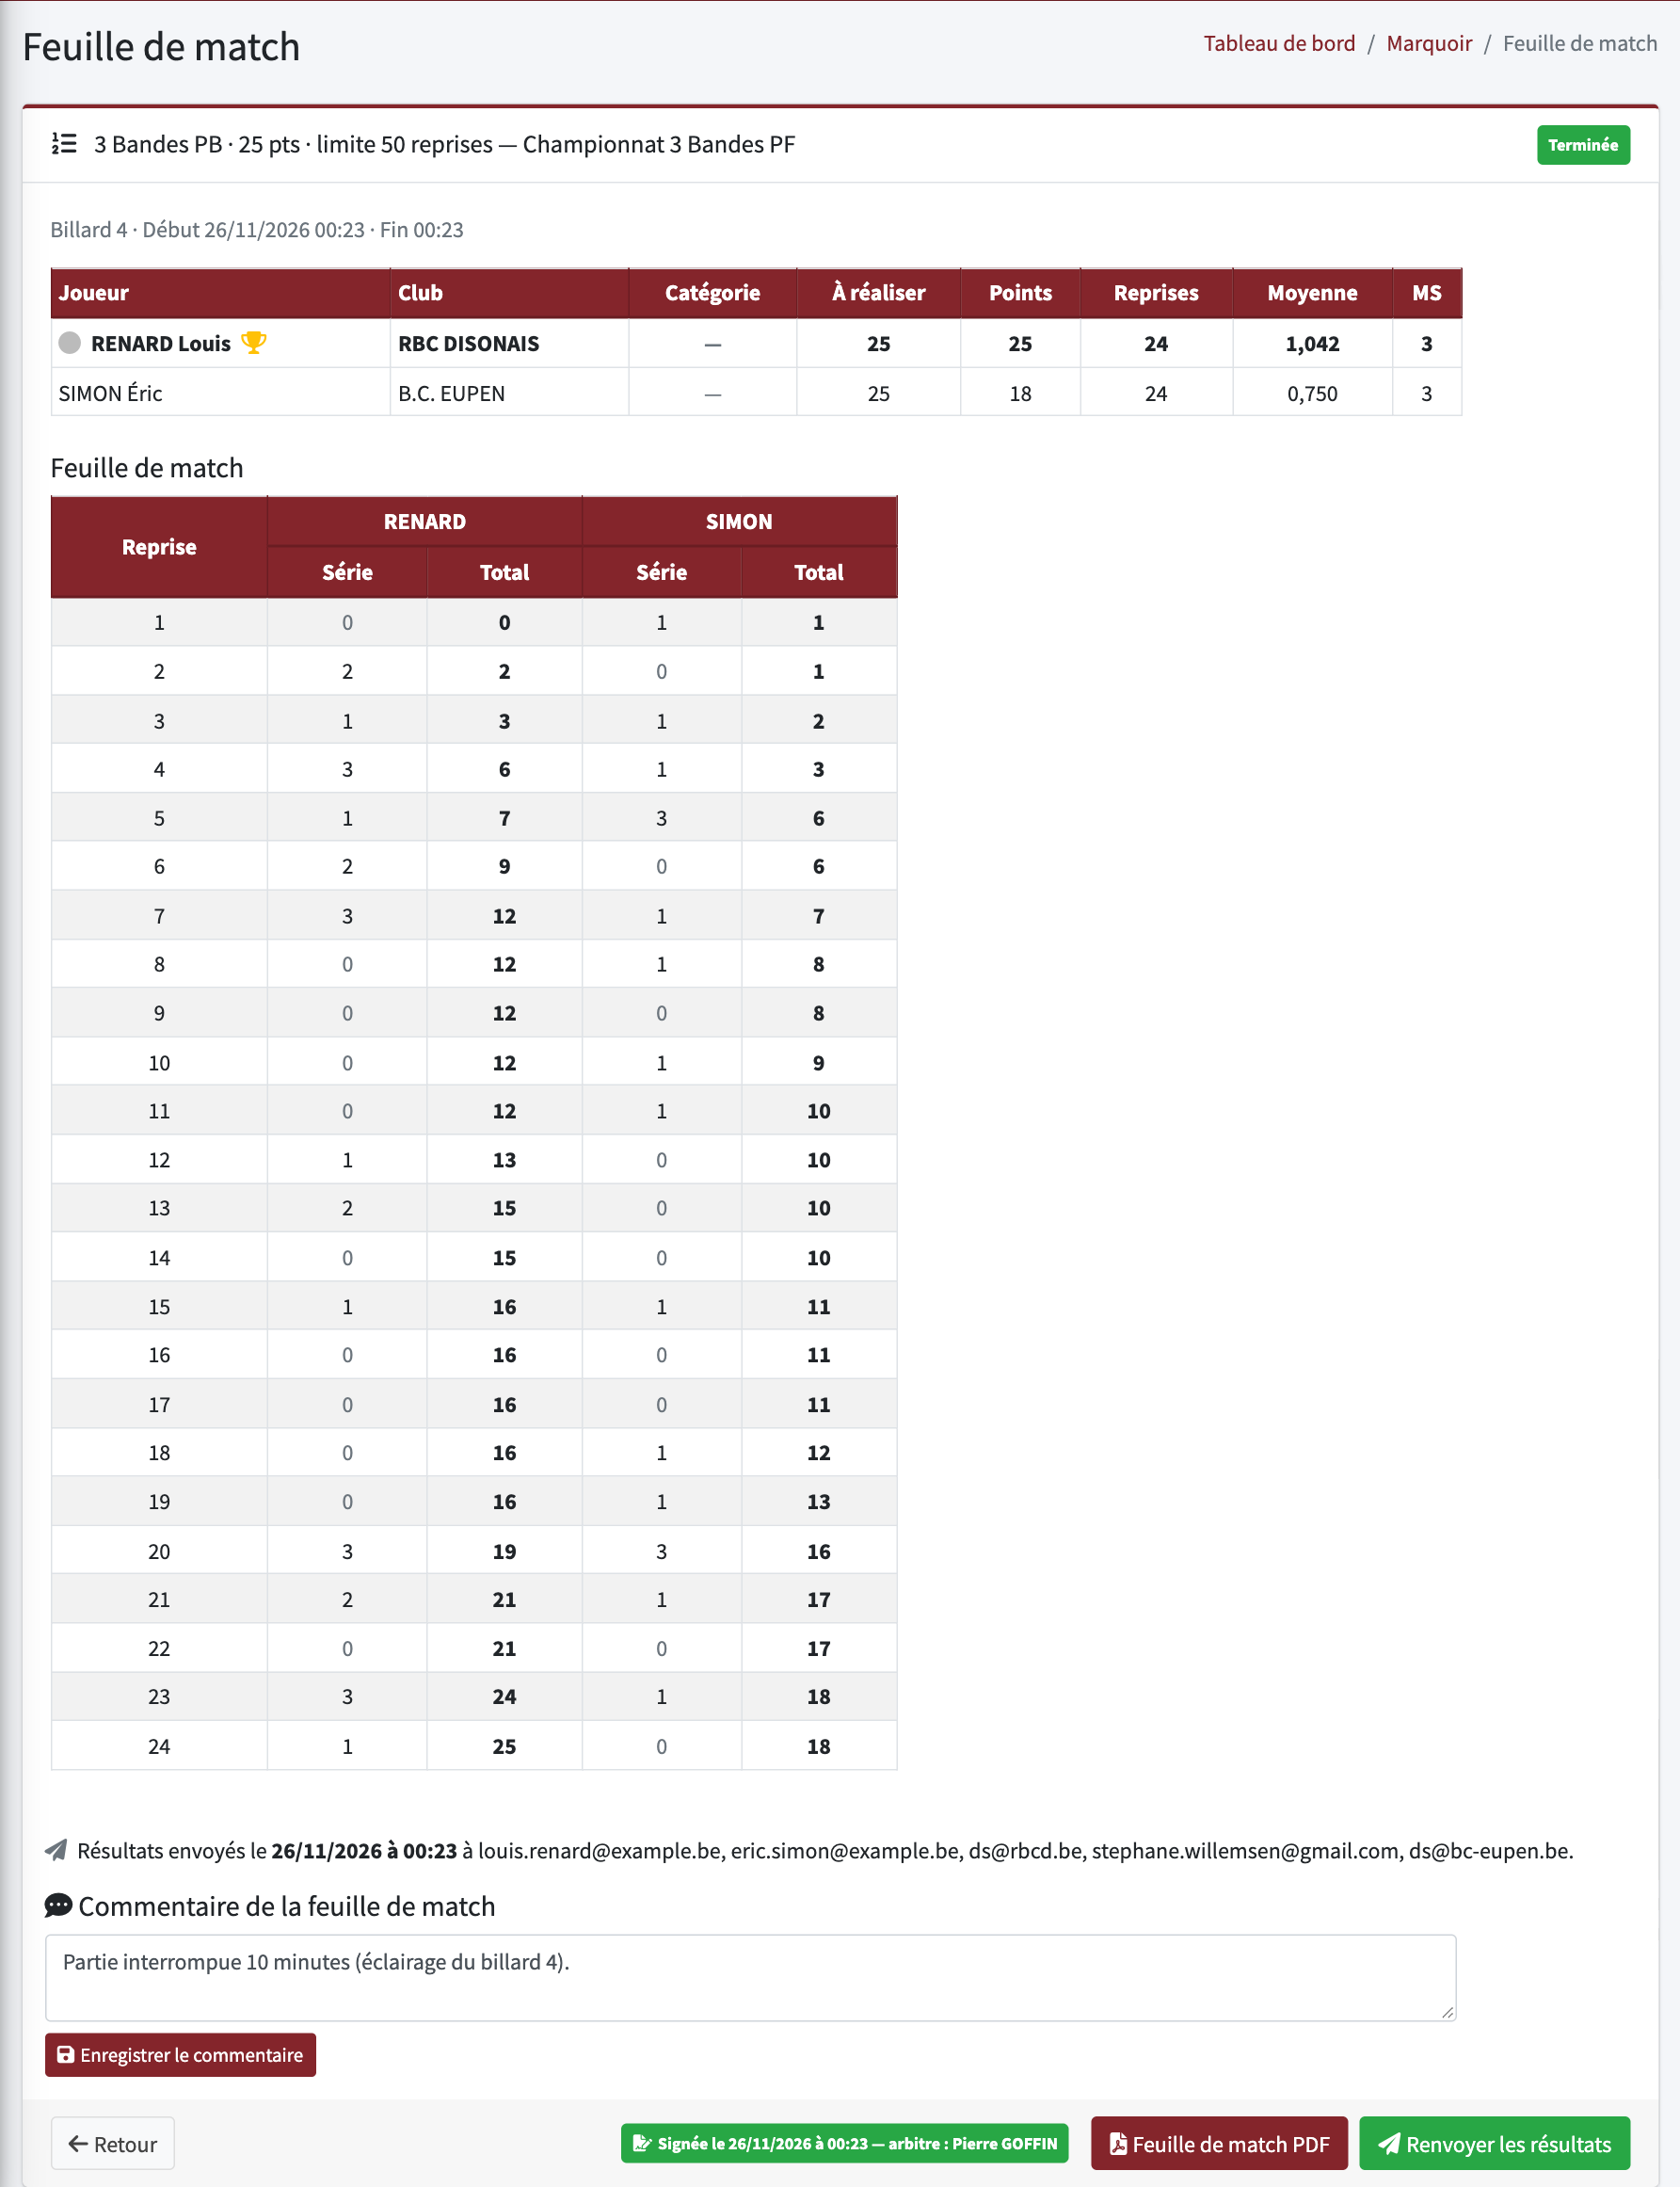 Feuille de match
Tableau de bord / Marquoir / Feuille de match
3 Bandes PB · 25 pts · limite 50 reprises — Championnat 3 Bandes PF
Terminée
Billard 4 · Début 26/11/2026 00:23 · Fin 00:23
Joueur Club Catégorie À réaliser Points Reprises Moyenne MS
RENARD Louis RBC DISONAIS — 25 25 24 1,042 3
SIMON Éric B.C. EUPEN — 25 18 24 0,750 3
Feuille de match
Reprise RENARD SIMON
Série Total Série Total
1 0 0 1 1
2 2 2 0 1
3 1 3 1 2
4 3 6 1 3
5 1 7 3 6
6 2 9 0 6
7 3 12 1 7
8 0 12 1 8
9 0 12 0 8
10 0 12 1 9
11 0 12 1 10
12 1 13 0 10
13 2 15 0 10
14 0 15 0 10
15 1 16 1 11
16 0 16 0 11
17 0 16 0 11
18 0 16 1 12
19 0 16 1 13
20 3 19 3 16
21 2 21 1 17
22 0 21 0 17
23 3 24 1 18
24 1 25 0 18
Résultats envoyés le 26/11/2026 à 00:23 à louis.renard@example.be, eric.simon@example.be, ds@rbcd.be, stephane.willemsen@gmail.com, ds@bc-eupen.be.
Commentaire de la feuille de match
Partie interrompue 10 minutes (éclairage du billard 4).
Enregistrer le commentaire
Retour
Signée le 26/11/2026 à 00:23 — arbitre : Pierre GOFFIN
Feuille de match PDF
Renvoyer les résultats